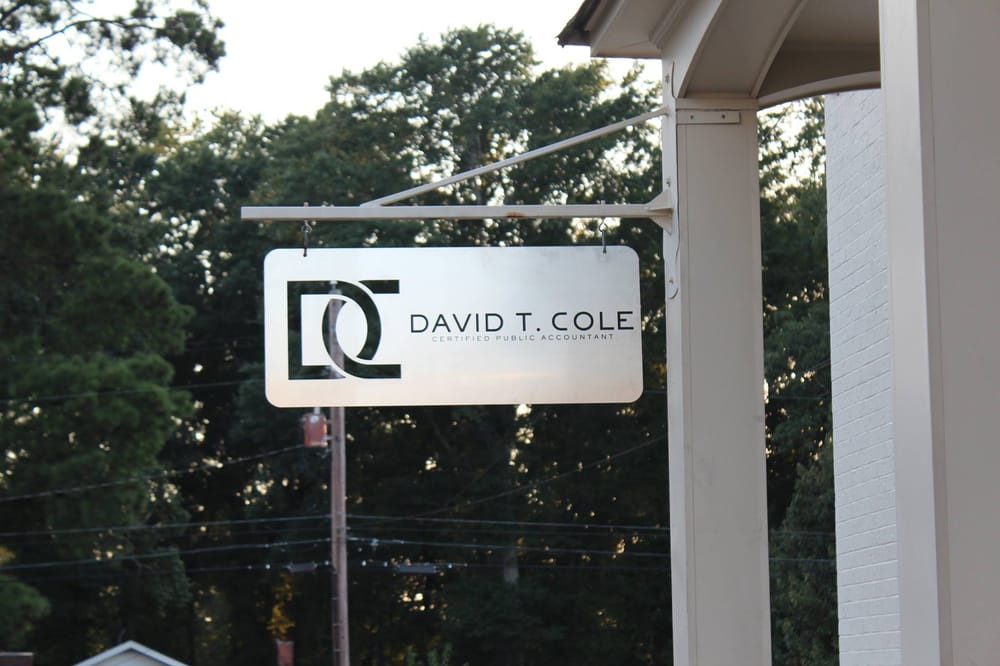 DC
DAVID T. COLE
CERTIFIED PUBLIC ACCOUNTANT